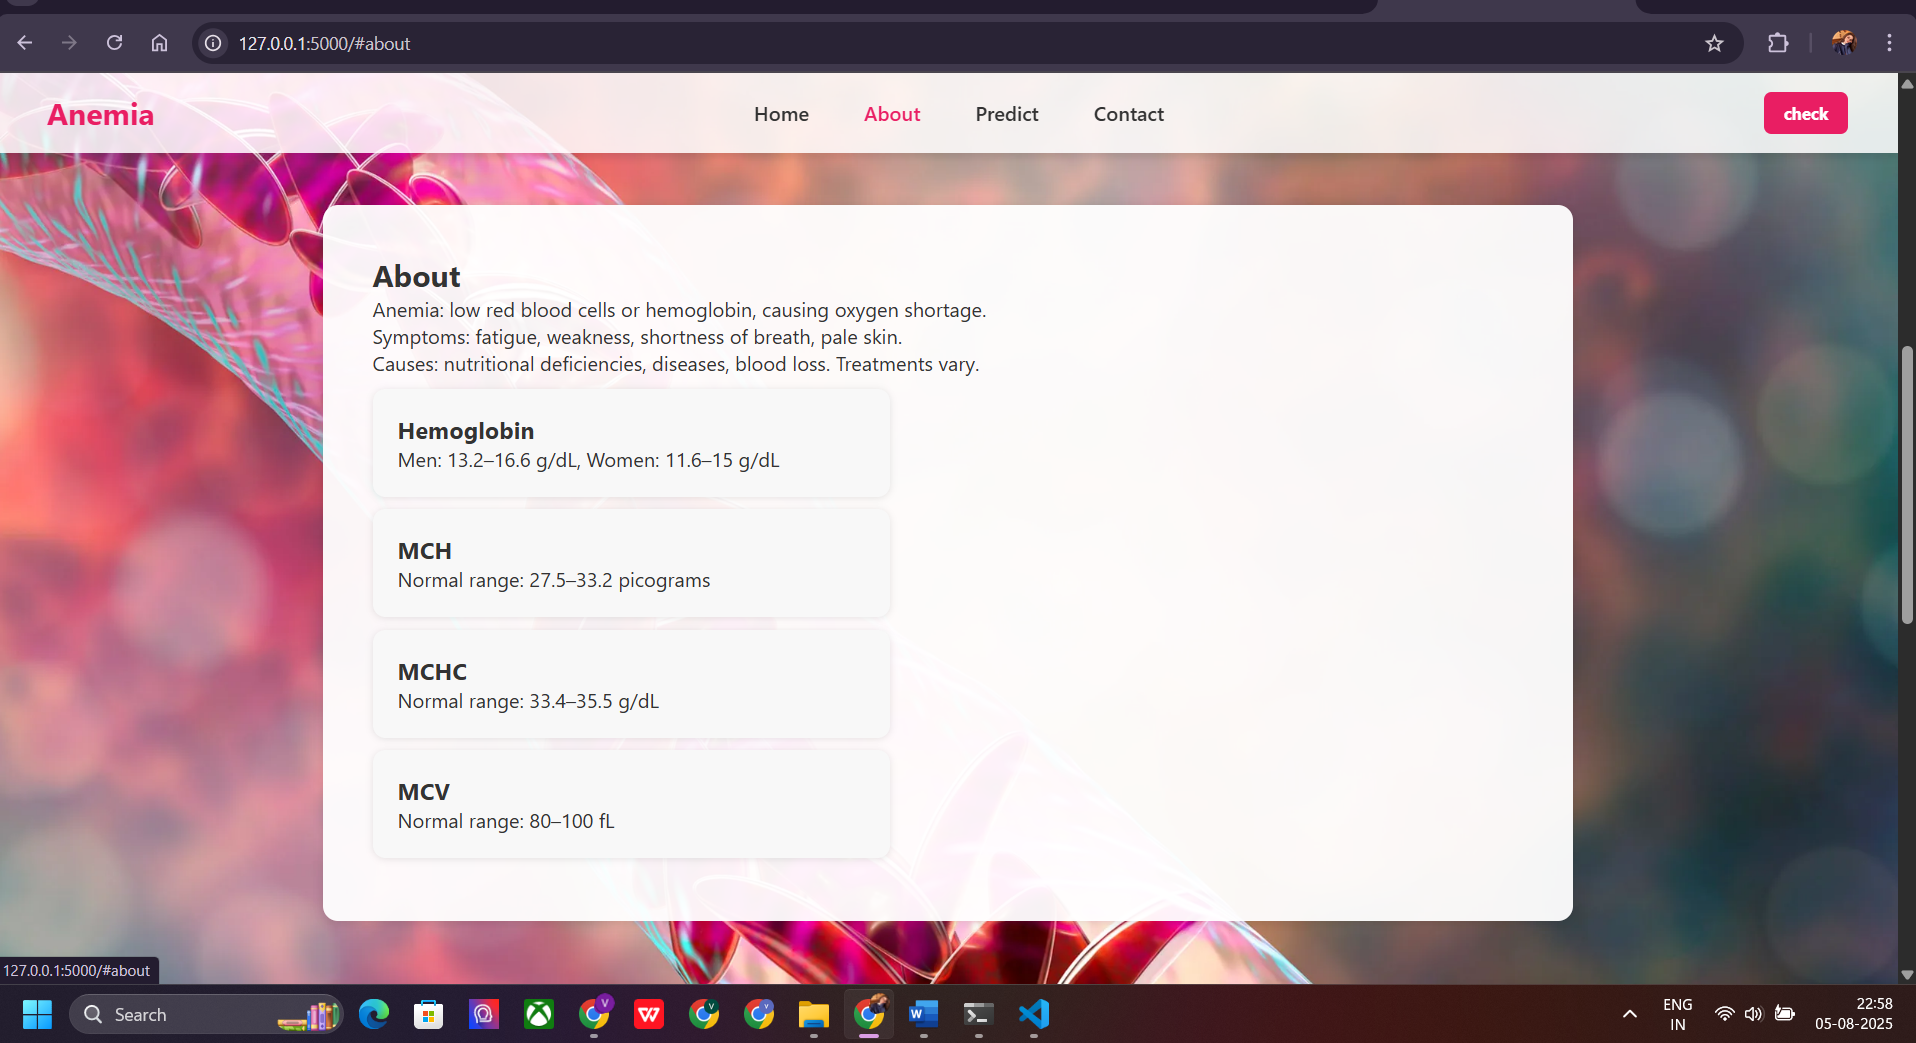 127.0.0.1:5000/#about
Anemia
Home
About
Predict
Contact
check
About
Anemia: low red blood cells or hemoglobin, causing oxygen shortage.
Symptoms: fatigue, weakness, shortness of breath, pale skin.
Causes: nutritional deficiencies, diseases, blood loss. Treatments vary.
Hemoglobin
Men: 13.2–16.6 g/dL, Women: 11.6–15 g/dL
MCH
Normal range: 27.5–33.2 picograms
MCHC
Normal range: 33.4–35.5 g/dL
MCV
Normal range: 80–100 fL
127.0.0.1:5000/#about
Search
V
W
V
V
W
ENG
IN
22:58
05-08-2025